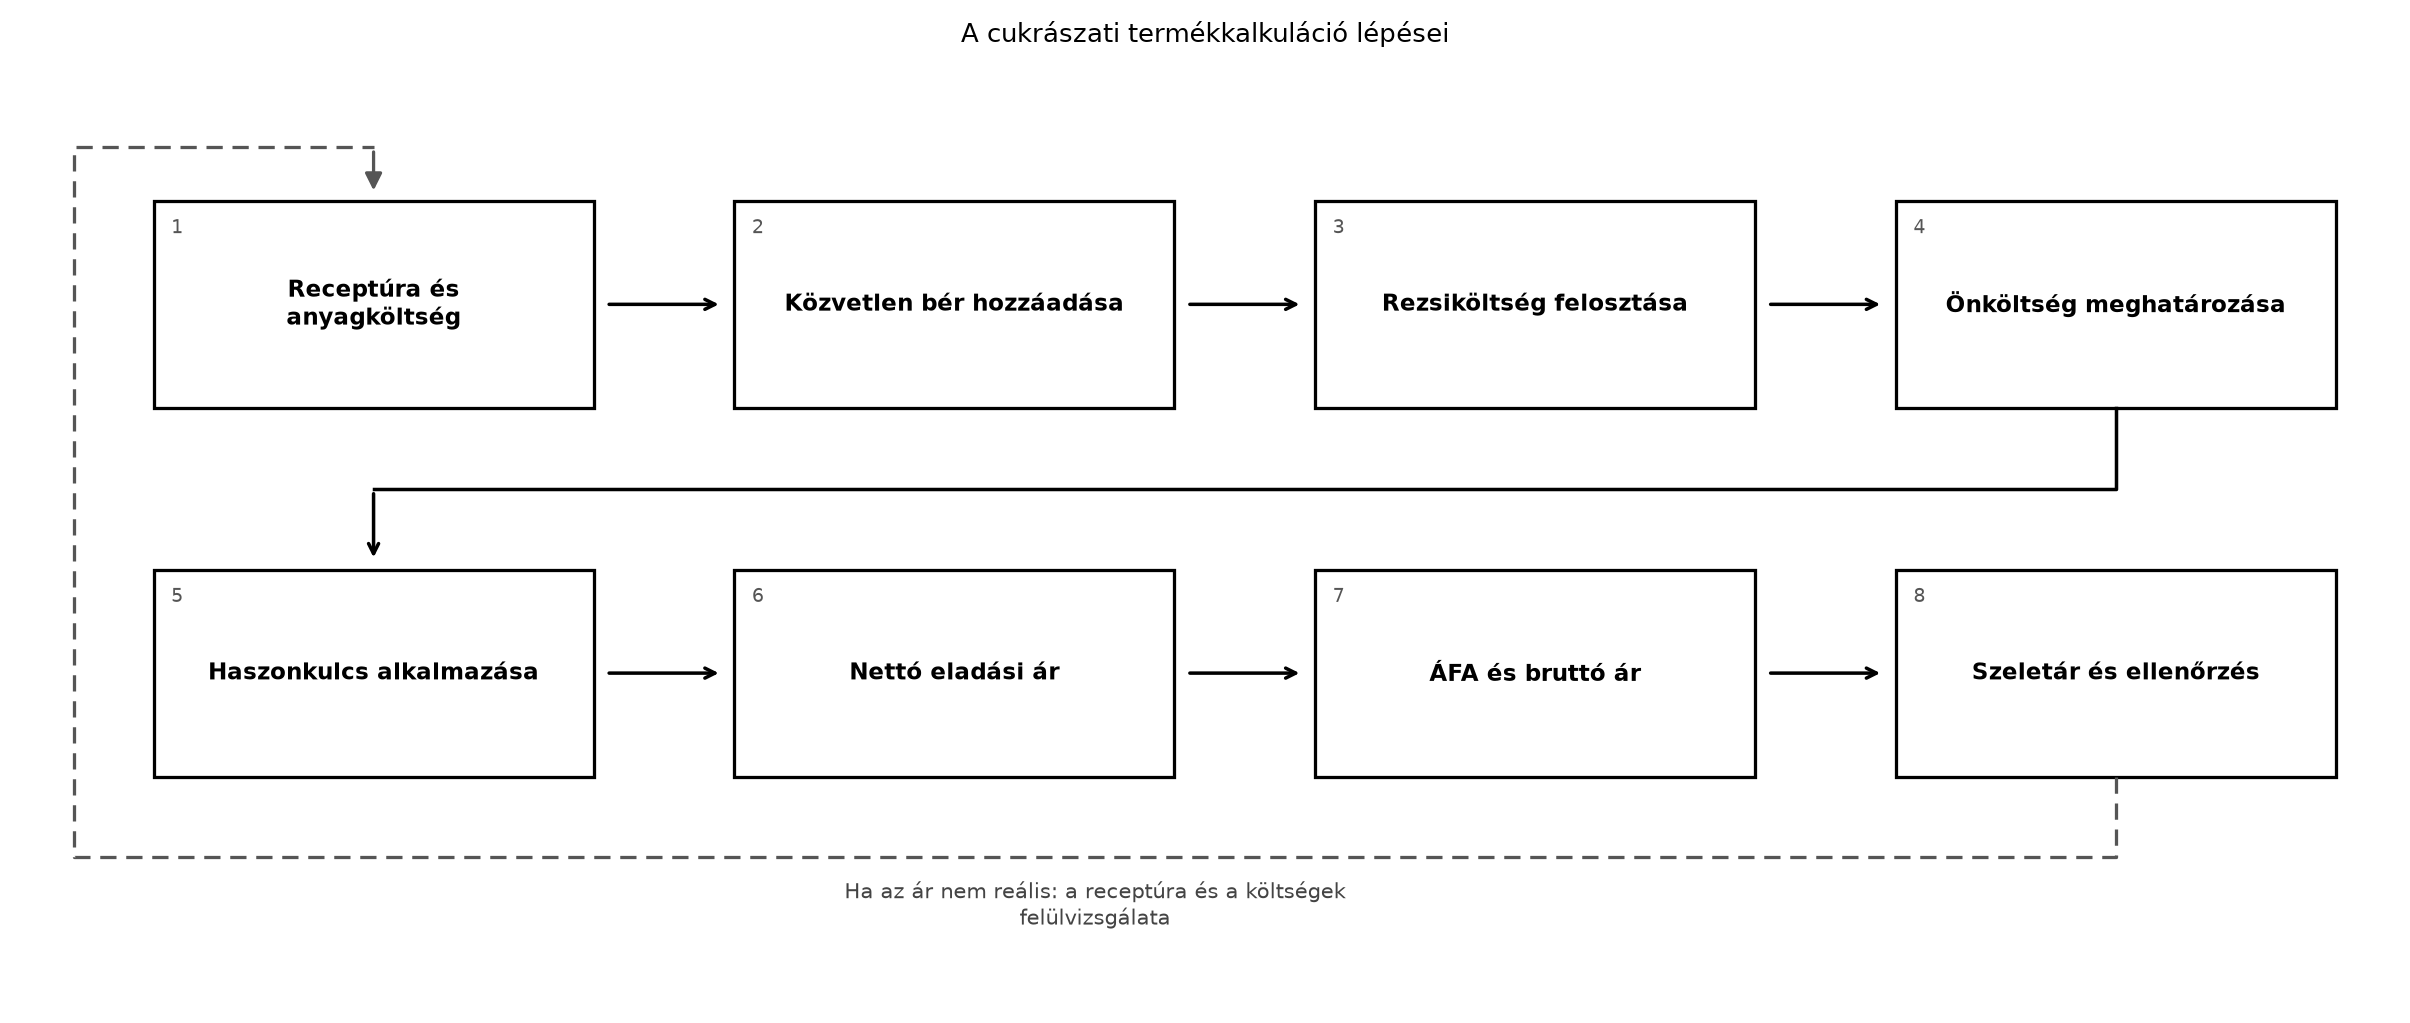 A cukrászati termékkalkuláció lépései
1
Receptúra és
anyagköltség
2
Közvetlen bér hozzáadása
3
Rezsiköltség felosztása
4
Önköltség meghatározása
5
Haszonkulcs alkalmazása
6
Nettó eladási ár
7
ÁFA és bruttó ár
8
Szeletár és ellenőrzés
Ha az ár nem reális: a receptúra és a költségek
felülvizsgálata